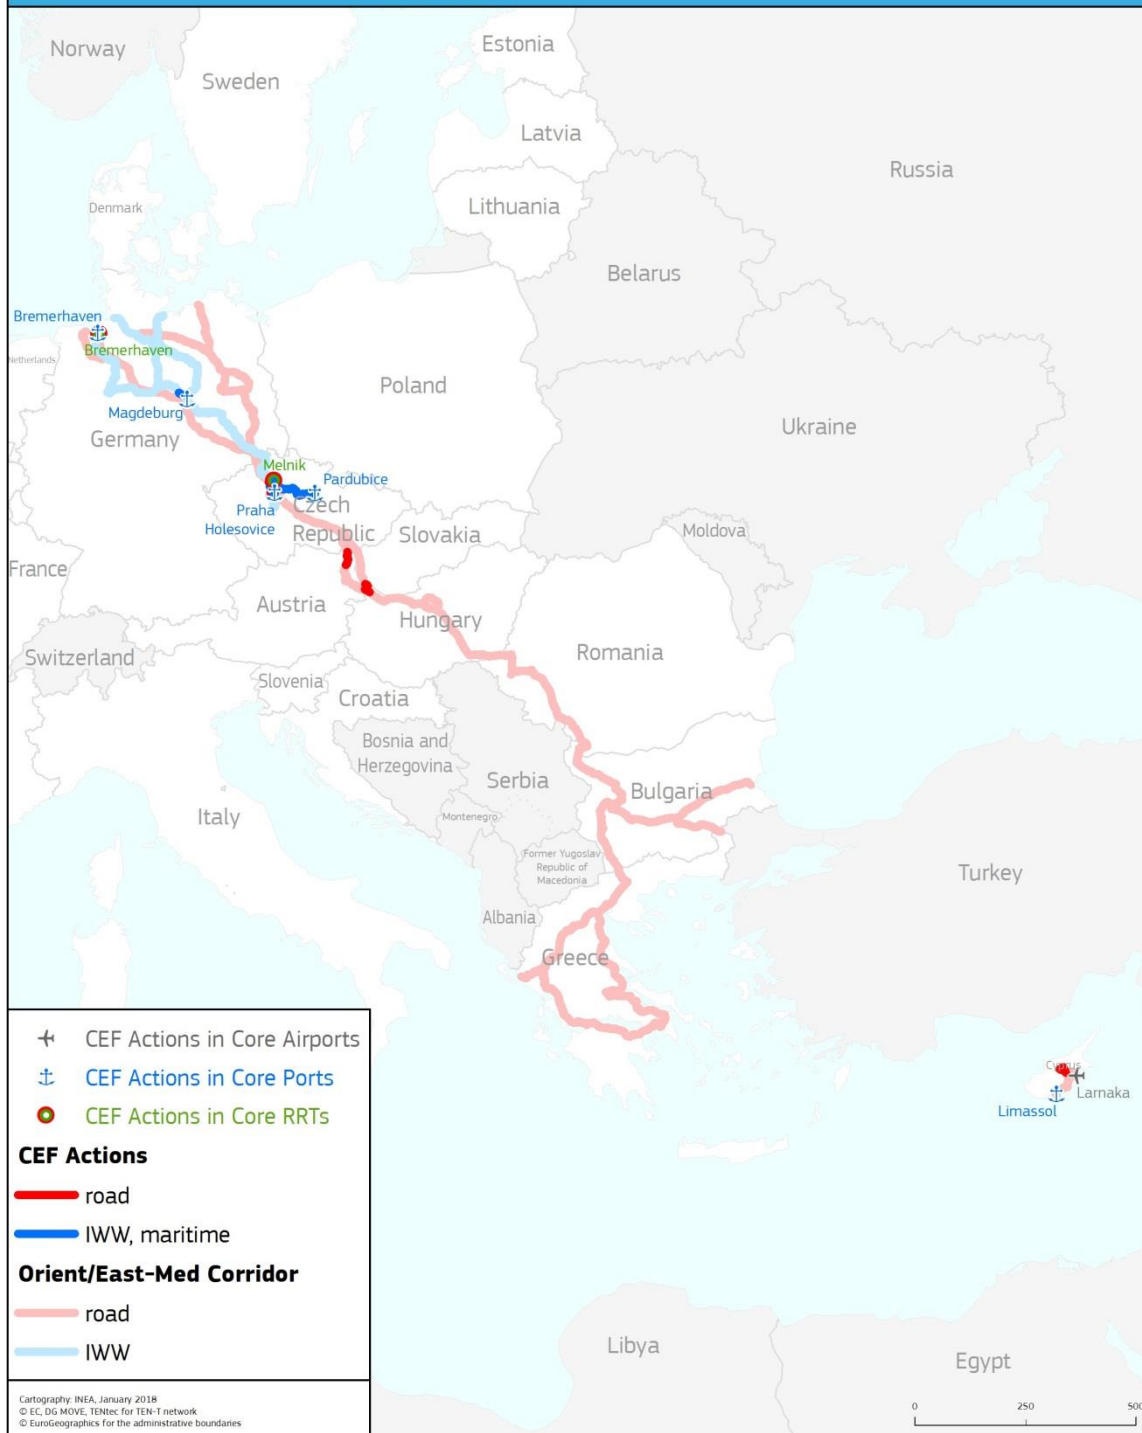 Norway
Sweden
Estonia
Latvia
Russia
Denmark
Lithuania
Belarus
Bremerhaven
Bremerhaven
Netherlands
Poland
Magdeburg
Germany
Ukraine
Melnik
Pardubice
Praha
Holesovice
Czech
Republic
Slovakia
Moldova
France
Austria
Hungary
Switzerland
Romania
Slovenia
Croatia
Bosnia and
Herzegovina
Serbia
Bulgaria
Italy
Montenegro
Former Yugoslav
Republic of
Macedonia
Turkey
Albania
Greece
Cyprus
Larnaka
Limassol
Libya
Egypt
CEF Actions in Core Airports
CEF Actions in Core Ports
CEF Actions in Core RRTs
CEF Actions
road
IWW, maritime
Orient/East-Med Corridor
road
IWW
Cartography: INEA, January 2018
© EC, DG MOVE, TENtec for TEN-T network
© EuroGeographics for the administrative boundaries
0 250 500